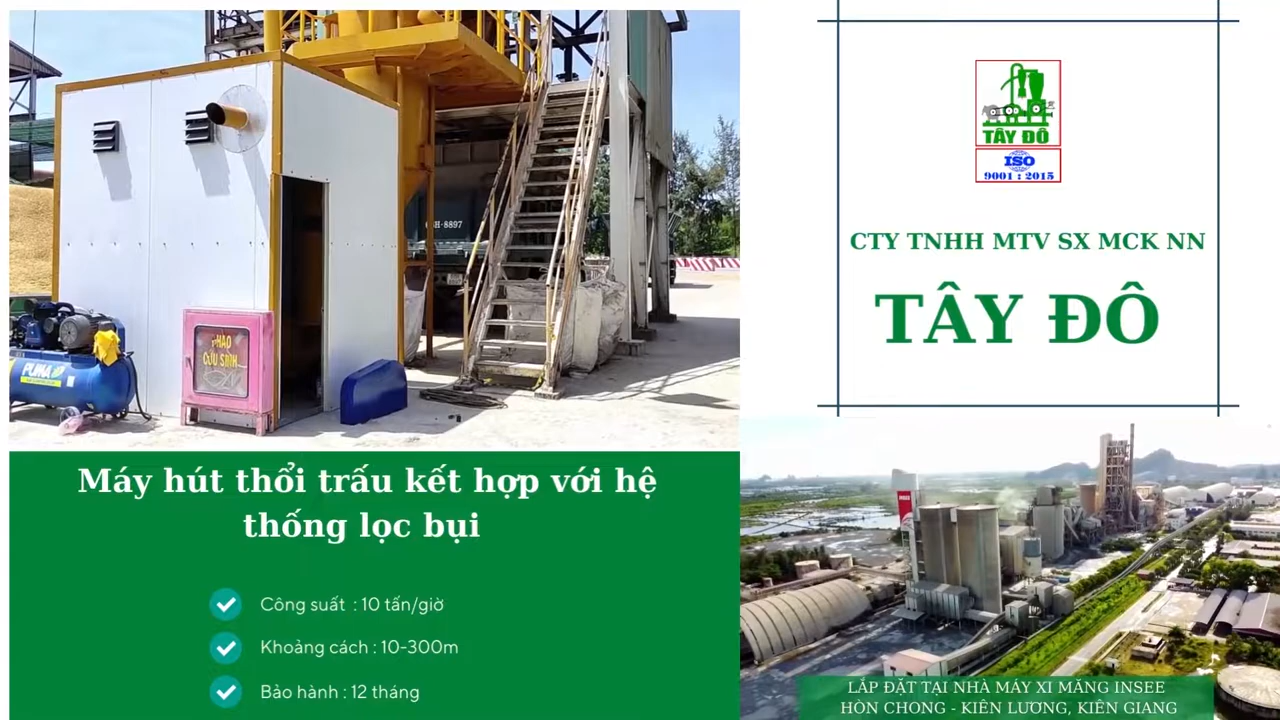 H-8897
PUMA
PHAO
CỨU SINH
Máy hút thổi trấu kết hợp với hệ
thống lọc bụi
Công suất : 10 tấn/giờ
Khoảng cách : 10-300m
Bảo hành : 12 tháng
TÂY ĐÔ
ISO
9001 : 2015
CTY TNHH MTV SX MCK NN
TÂY ĐÔ
LẮP ĐẶT TẠI NHÀ MÁY XI MĂNG INSEE
HÒN CHONG - KIÊN LƯƠNG, KIÊN GIANG